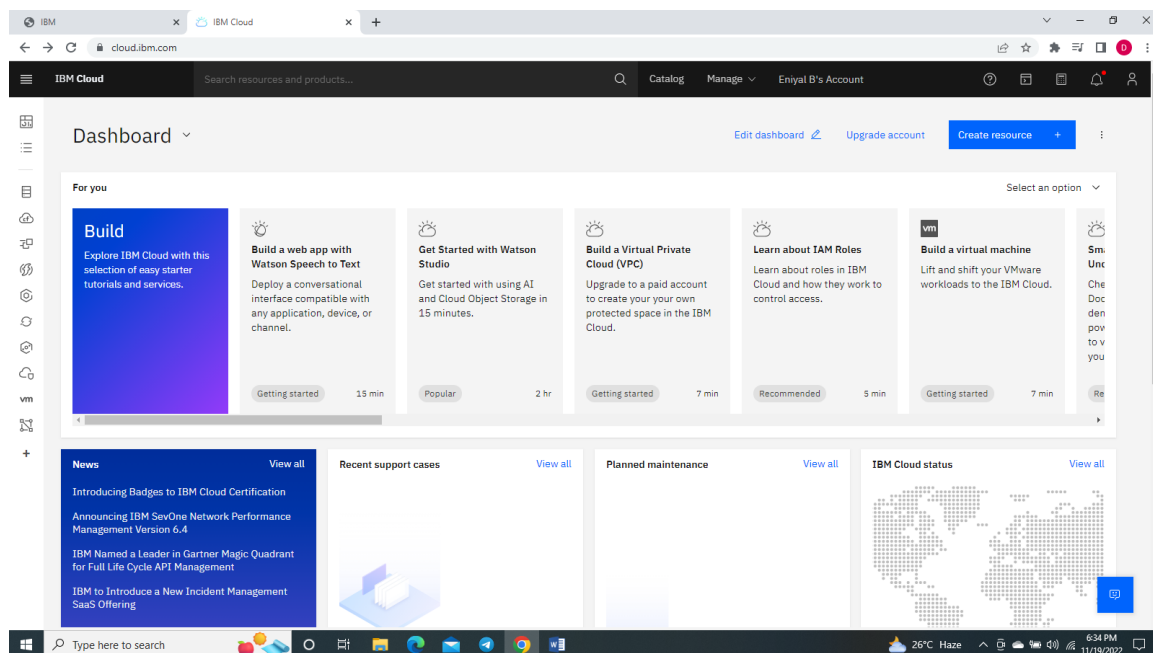 IBM
IBM Cloud
cloud.ibm.com
D
IBM Cloud
Search resources and products...
Catalog
Manage
Eniyal B's Account
Dashboard
Edit dashboard
Upgrade account
Create resource +
For you
Select an option
Build
Explore IBM Cloud with this
selection of easy starter
tutorials and services.
Build a web app with
Watson Speech to Text
Deploy a conversational
interface compatible with
any application, device, or
channel.
Getting started
15 min
Get Started with Watson
Studio
Get started with using AI
and Cloud Object Storage in
15 minutes.
Popular
2 hr
Build a Virtual Private
Cloud (VPC)
Upgrade to a paid account
to create your your own
protected space in the IBM
Cloud.
Getting started
7 min
Learn about IAM Roles
Learn about roles in IBM
Cloud and how they work to
control access.
Recommended
5 min
vm
Build a virtual machine
Lift and shift your VMware
workloads to the IBM Cloud.
Getting started
7 min
vm
News
View all
Introducing Badges to IBM Cloud Certification
Announcing IBM SevOne Network Performance
Management Version 6.4
IBM Named a Leader in Gartner Magic Quadrant
for Full Life Cycle API Management
IBM to Introduce a New Incident Management
SaaS Offering
Recent support cases
View all
Planned maintenance
View all
IBM Cloud status
View all
Type here to search
26°C Haze
6:34 PM
11/19/2022